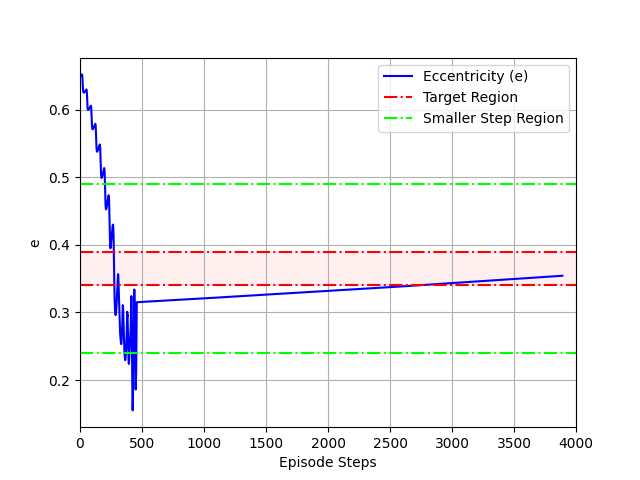 Eccentricity (e)
Target Region
Smaller Step Region
0.6
0.5
0.4
0.3
0.2
e
0 500 1000 1500 2000 2500 3000 3500 4000
Episode Steps